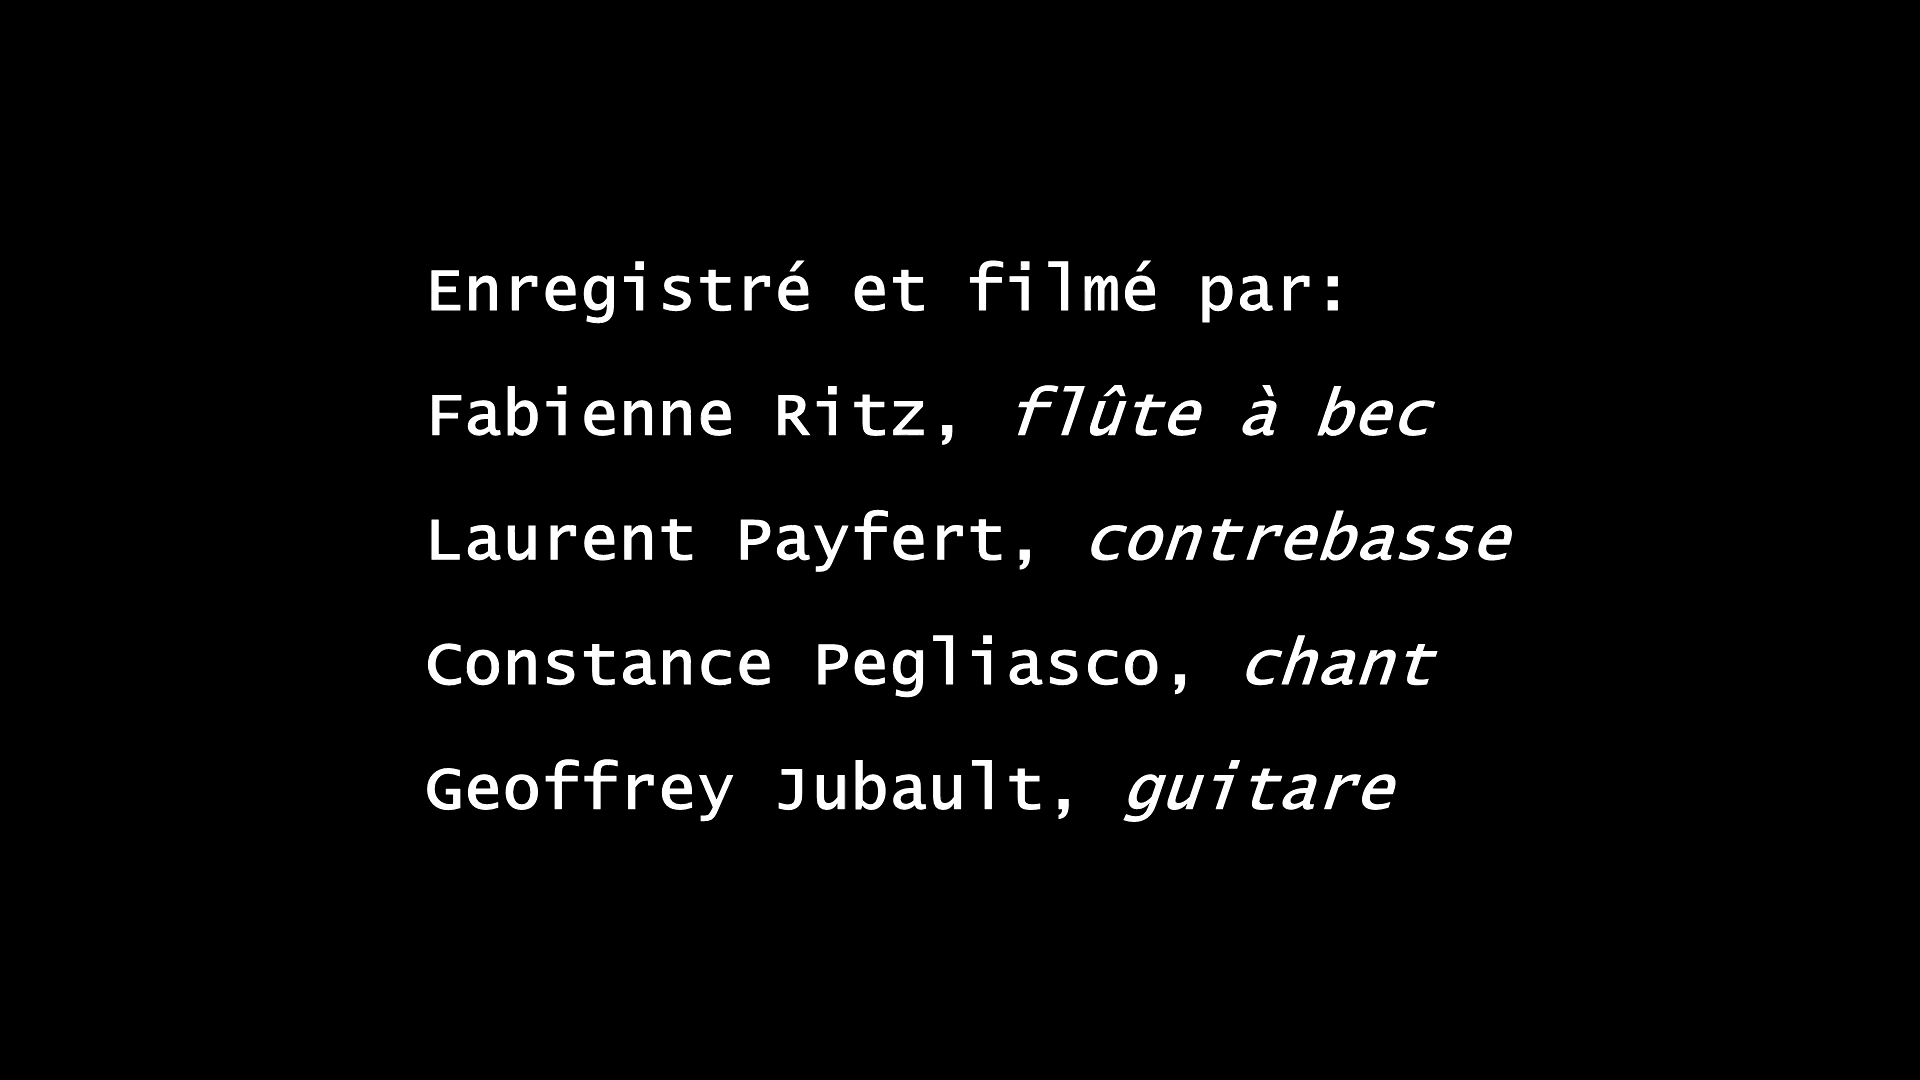 Enregistré et filmé par:
Fabienne Ritz, flûte à bec
Laurent Payfert, contrebasse
Constance Pegliasco, chant
Geoffrey Jubault, guitare